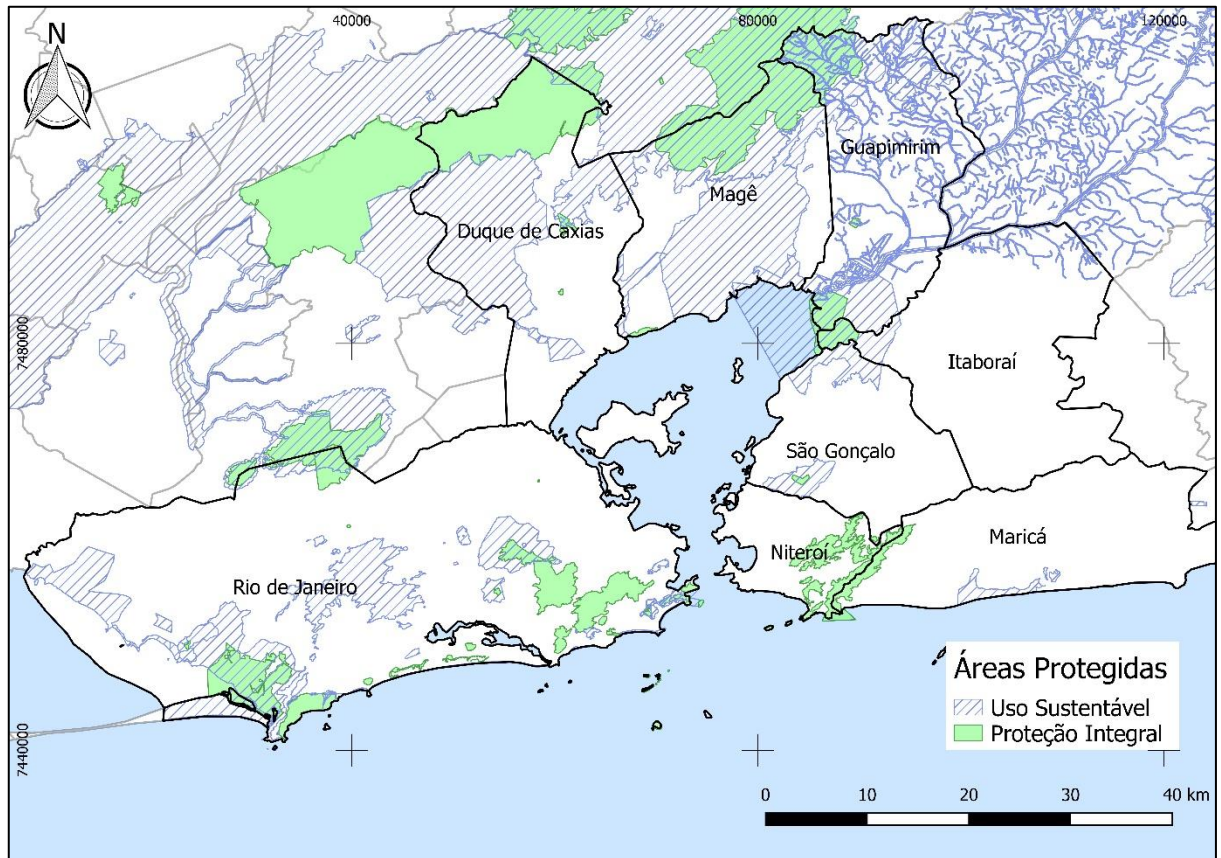 N
40000
80000
120000
Guapimirim
Magê
Duque de Caxias
7480000
Itaboraí
São Gonçalo
Niterói
Maricá
Rio de Janeiro
Áreas Protegidas
Uso Sustentável
Proteção Integral
7440000
0 10 20 30 40 km